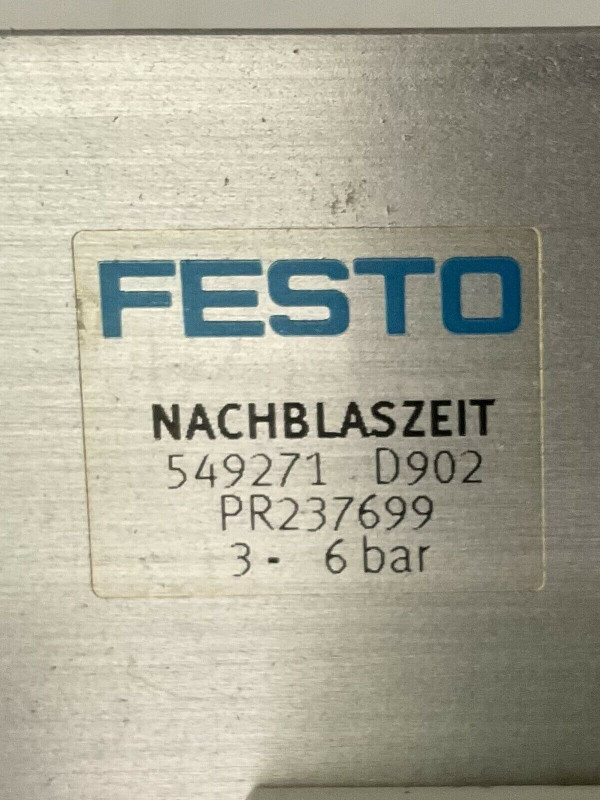 FESTO
NACHBLASZEIT
549271 D902
PR237699
3- 6 bar